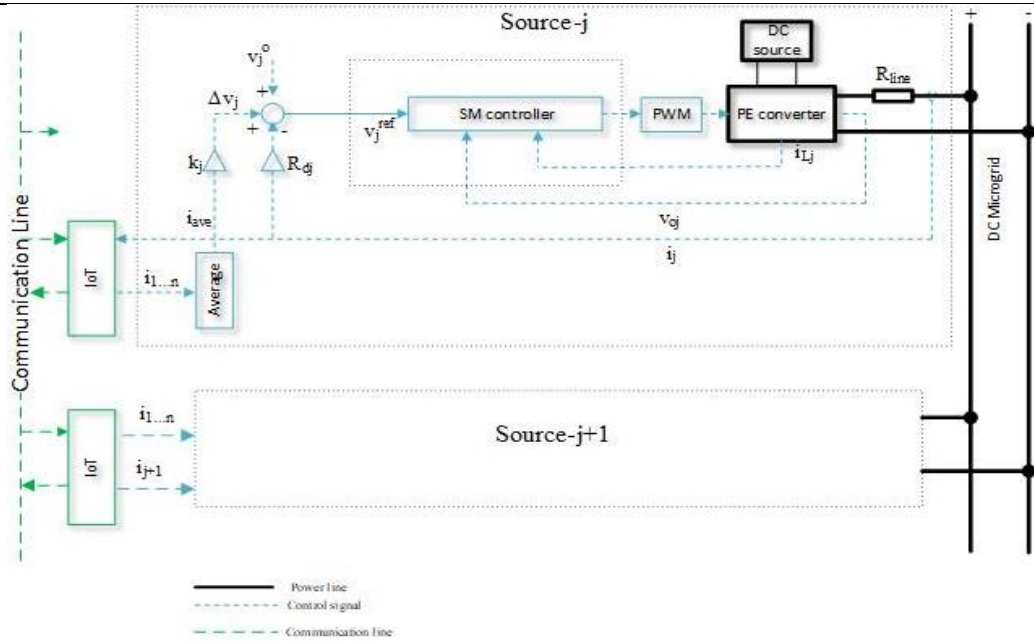 Source-j
+
-
DC
source
v_j^o
R_line
+
Δv_j
+
-
v_j^ref
SM controller
PWM
PE converter
k_j
R_dj
i_Lj
i_ave
v_oj
i_j
DC Microgrid
Communication Line
IoT
i_1...n
Average
i_1...n
IoT
Source-j+1
i_j+1
Power line
Control signal
Communication line